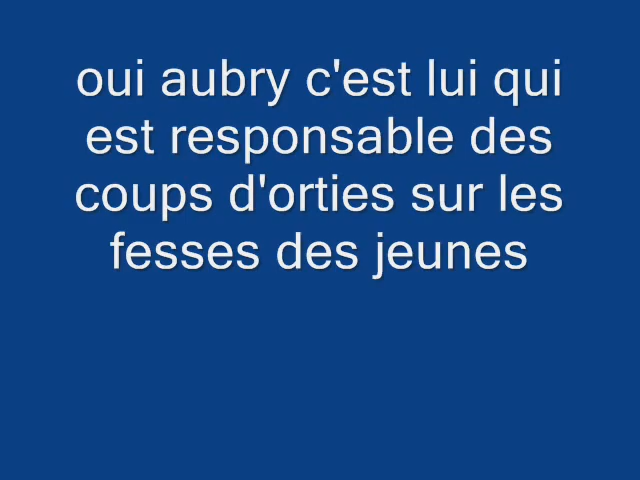 oui aubry c'est lui qui
est responsable des
coups d'orties sur les
fesses des jeunes